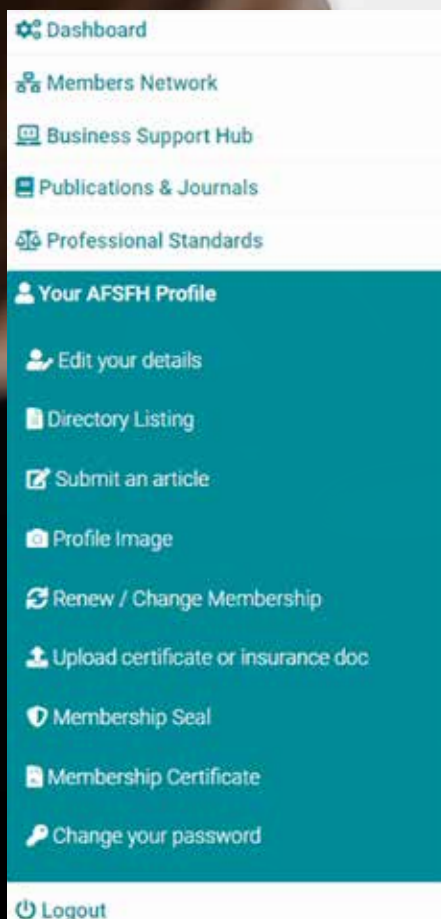 Dashboard
Members Network
Business Support Hub
Publications & Journals
Professional Standards
Your AFSFH Profile
Edit your details
Directory Listing
Submit an article
Profile Image
Renew / Change Membership
Upload certificate or insurance doc
Membership Seal
Membership Certificate
Change your password
Logout